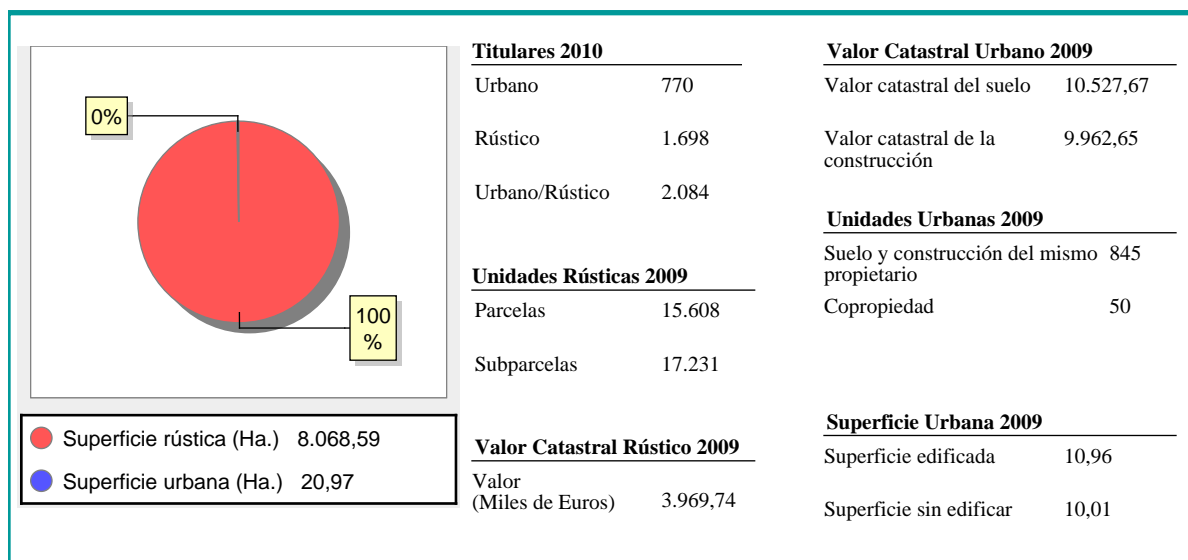 0%
100
%
Superficie rústica (Ha.) 8.068,59
Superficie urbana (Ha.) 20,97
Titulares 2010
Urbano 770
Rústico 1.698
Urbano/Rústico 2.084
Unidades Rústicas 2009
Parcelas 15.608
Subparcelas 17.231
Valor Catastral Rústico 2009
Valor
(Miles de Euros) 3.969,74
Valor Catastral Urbano 2009
Valor catastral del suelo 10.527,67
Valor catastral de la 9.962,65
construcción
Unidades Urbanas 2009
Suelo y construcción del mismo 845
propietario
Copropiedad 50
Superficie Urbana 2009
Superficie edificada 10,96
Superficie sin edificar 10,01